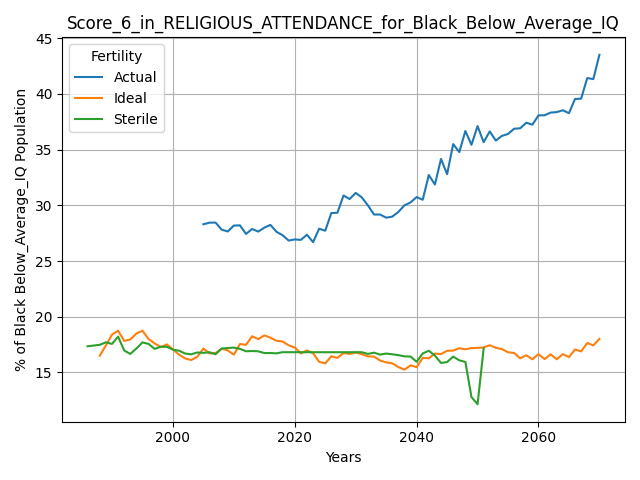 Score_6_in_RELIGIOUS_ATTENDANCE_for_Black_Below_Average_IQ
Fertility
Actual
Ideal
Sterile
% of Black Below_Average_IQ Population
45
40
35
30
25
20
15
2000
2020
2040
2060
Years